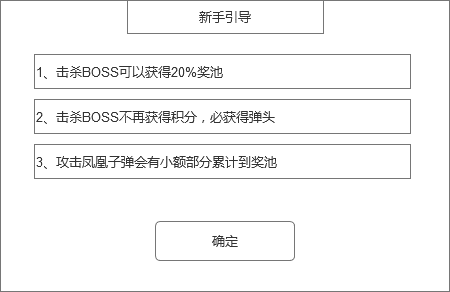 新手引导
1、击杀BOSS可以获得20%奖池
2、击杀BOSS不再获得积分，必获得弹头
3、攻击凤凰子弹会有小额部分累计到奖池
确定